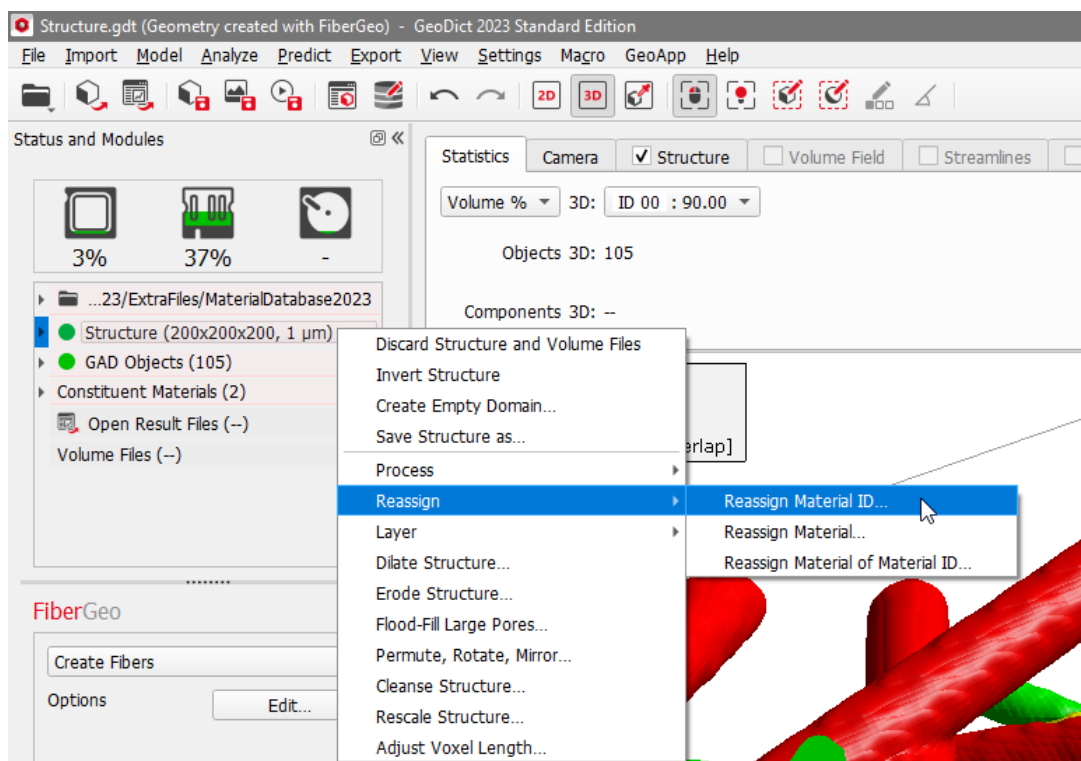 Structure.gdt (Geometry created with FiberGeo) - GeoDict 2023 Standard Edition
File Import Model Analyze Predict Export View Settings Macro GeoApp Help
2D 3D
Status and Modules
Statistics Camera Structure Volume Field Streamlines
Volume % 3D: ID 00 : 90.00
3% 37% -
Objects 3D: 105
...23/ExtraFiles/MaterialDatabase2023
Components 3D: --
Structure (200x200x200, 1 µm)
GAD Objects (105)
Constituent Materials (2)
Open Result Files (--)
Volume Files (--)
Discard Structure and Volume Files
Invert Structure
Create Empty Domain...
Save Structure as...
erlap]
Process
Reassign
Reassign Material ID...
Layer
Reassign Material...
Dilate Structure...
Reassign Material of Material ID...
Erode Structure...
Flood-Fill Large Pores...
Permute, Rotate, Mirror...
Cleanse Structure...
Rescale Structure...
Adjust Voxel Length...
FiberGeo
Create Fibers
Options Edit...